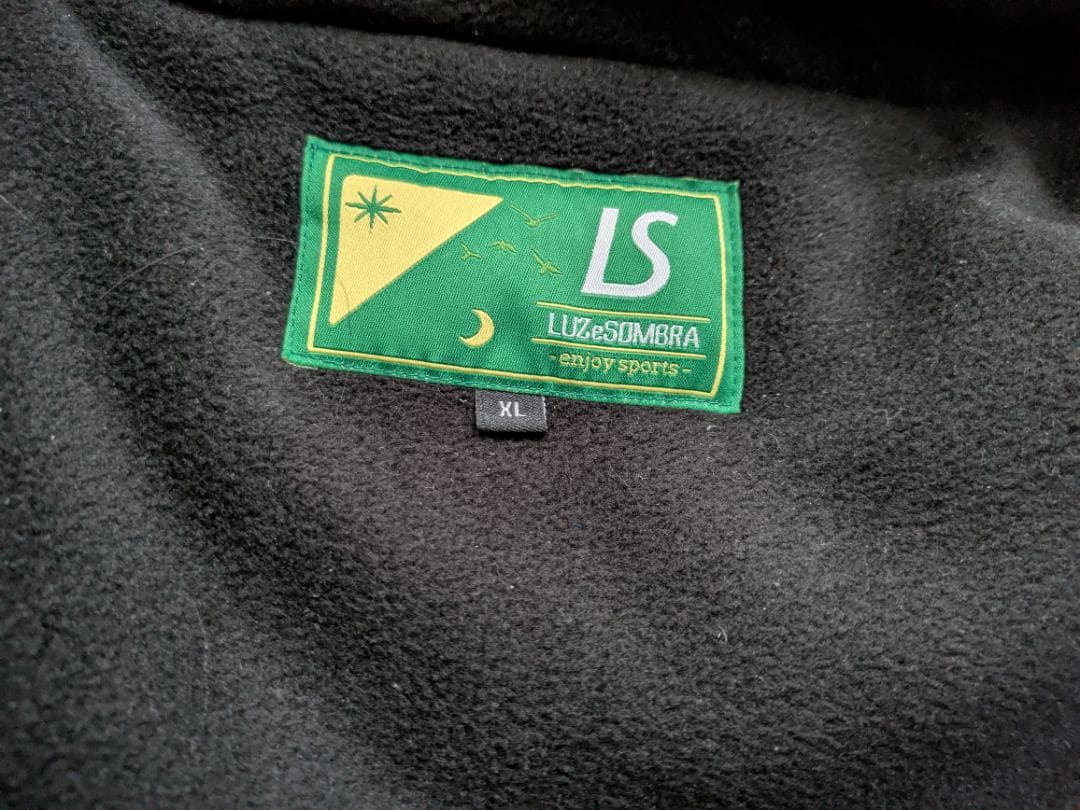 LS
LUZeSOMBRA
-enjoy sports-
XL